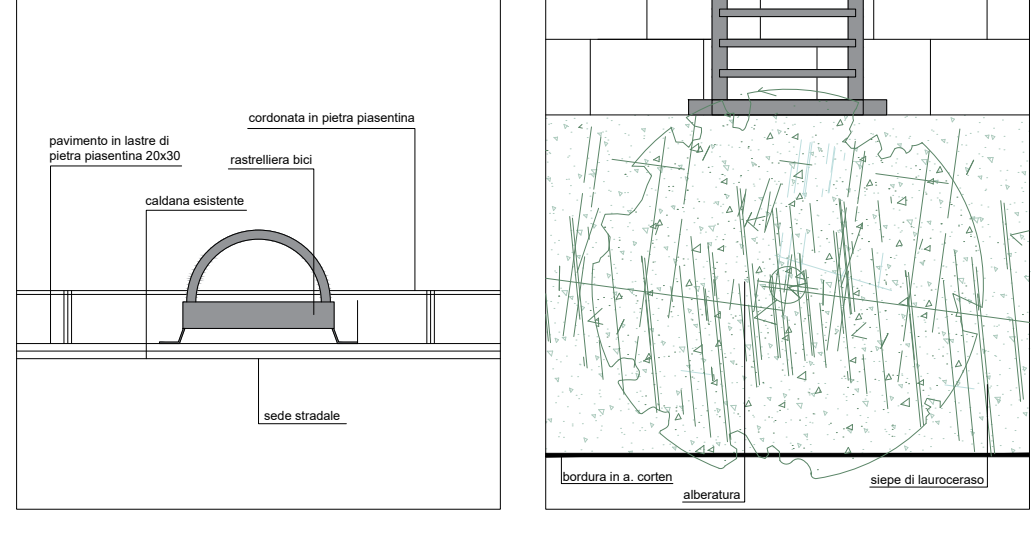 cordonata in pietra piasentina
pavimento in lastre di
pietra piasentina 20x30
rastrelliera bici
caldana esistente
sede stradale
bordura in a. corten
alberatura
siepe di lauroceraso